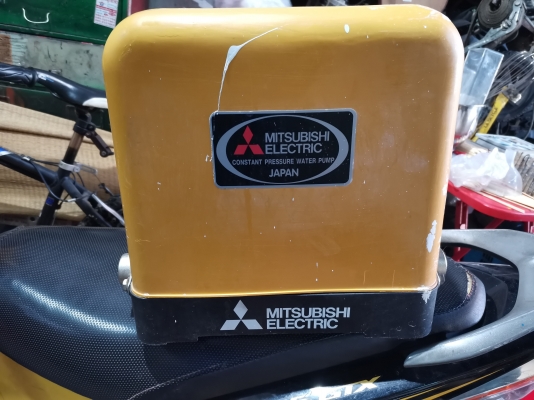 MITSUBISHI
ELECTRIC
CONSTANT PRESSURE WATER PUMP
JAPAN
MITSUBISHI
ELECTRIC